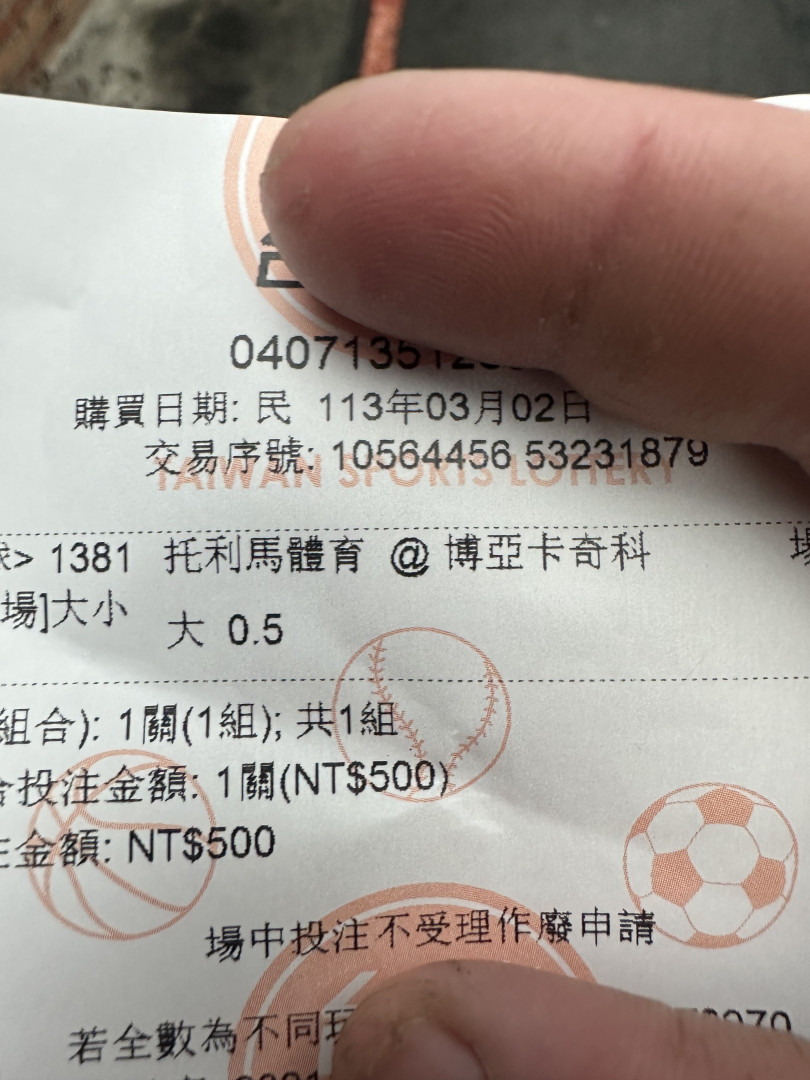 04071351
購買日期: 民 113年03月02日
交易序號: 10564456 53231879
TAIWAN SPORTS LOTTERY
> 1381 托利馬體育 @ 博亞卡奇科 場
場]大小 大 0.5
組合): 1關(1組); 共1組
投注金額: 1關(NT$500)
金額: NT$500
場中投注不受理作廢申請
若全數為不同